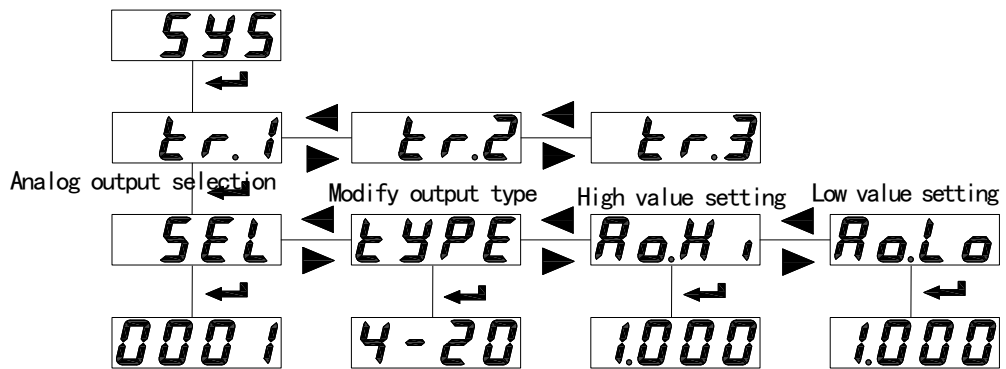 SYS
tr.1 tr.2 tr.3
Analog output selection Modify output type High value setting Low value setting
SEL tYPE Ao.Hi Ao.Lo
0001 4-20 1.000 1.000